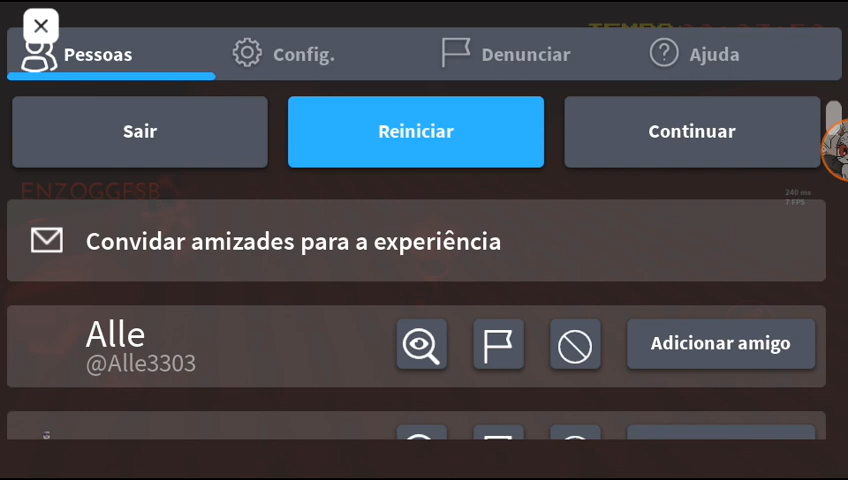 Pessoas
Config.
Denunciar
Ajuda
Sair
Reiniciar
Continuar
ENZOGGFSB
240 ms
7 FPS
Convidar amizades para a experiência
Alle
@Alle3303
Adicionar amigo